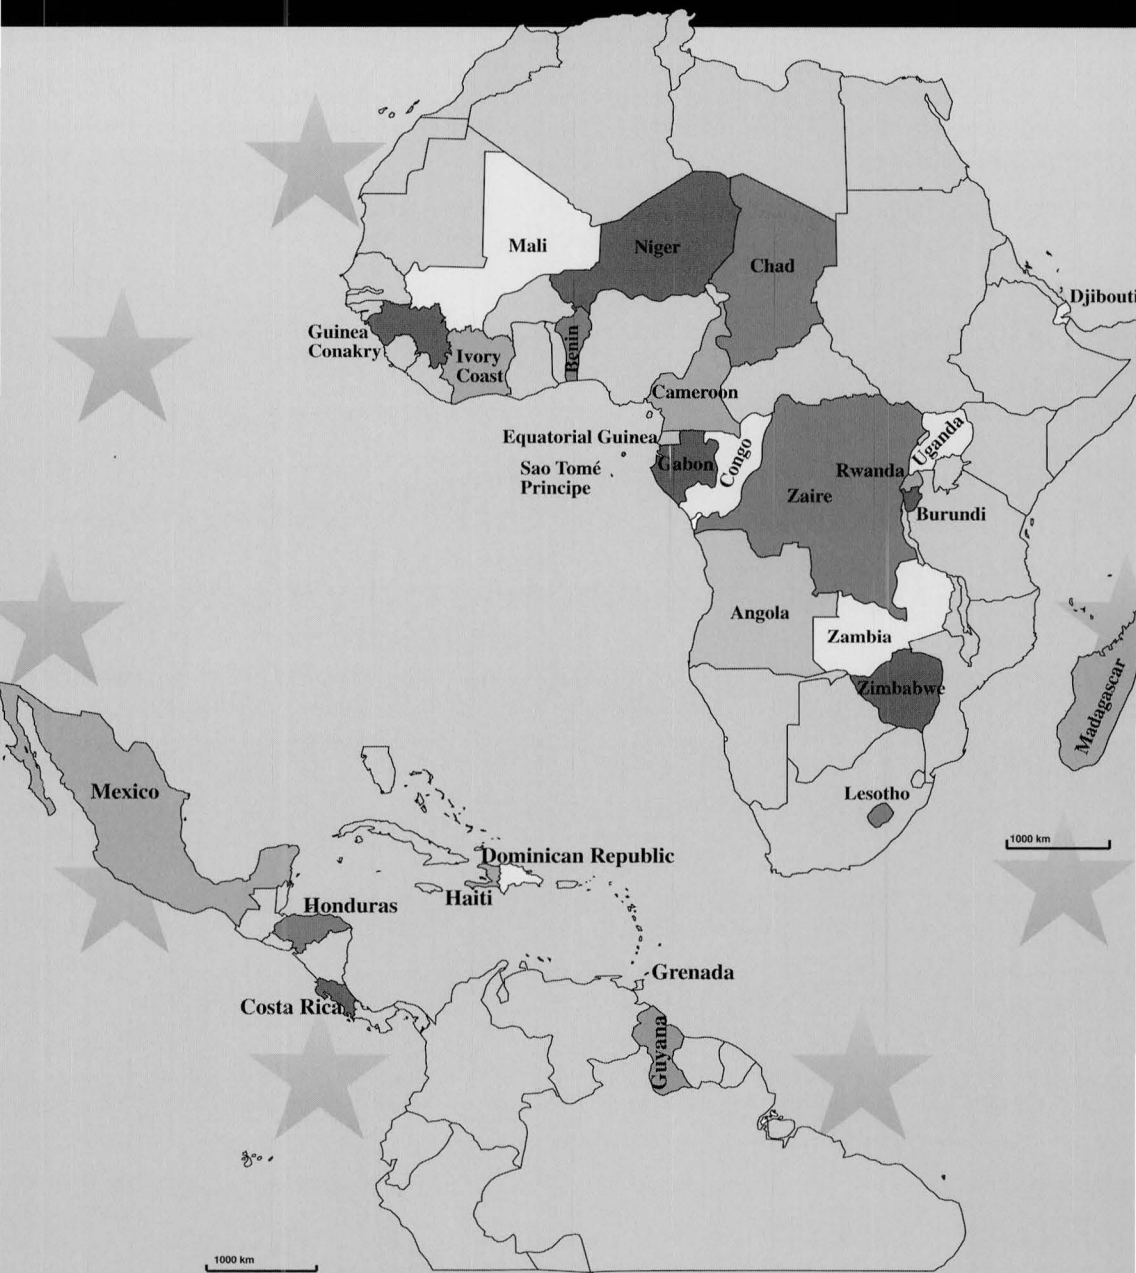 Mali
Niger
Chad
Djibouti
Guinea
Conakry
Ivory
Coast
Benin
Cameroon
Equatorial Guinea
Sao Tomé
Principe
Gabon
Congo
Uganda
Rwanda
Zaire
Burundi
Angola
Zambia
Zimbabwe
Madagascar
Lesotho
1000 km
Mexico
Dominican Republic
Haiti
Honduras
Grenada
Costa Rica
Guyana
1000 km